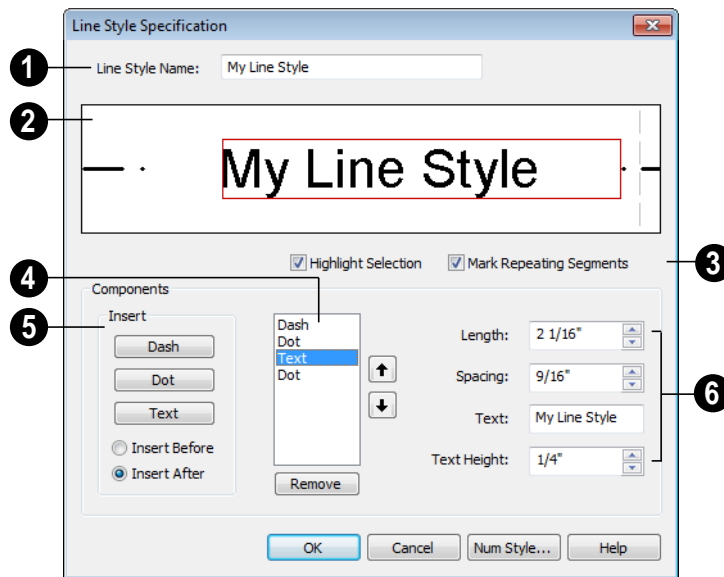 Line Style Specification
1 Line Style Name: My Line Style
2
My Line Style
Highlight Selection Mark Repeating Segments 3
4
Components
5 Insert
Dash
Dot
Text
Insert Before
Insert After
Dash
Dot
Text
Dot
Remove
Length: 2 1/16"
Spacing: 9/16"
Text: My Line Style
Text Height: 1/4"
6
OK Cancel Num Style... Help